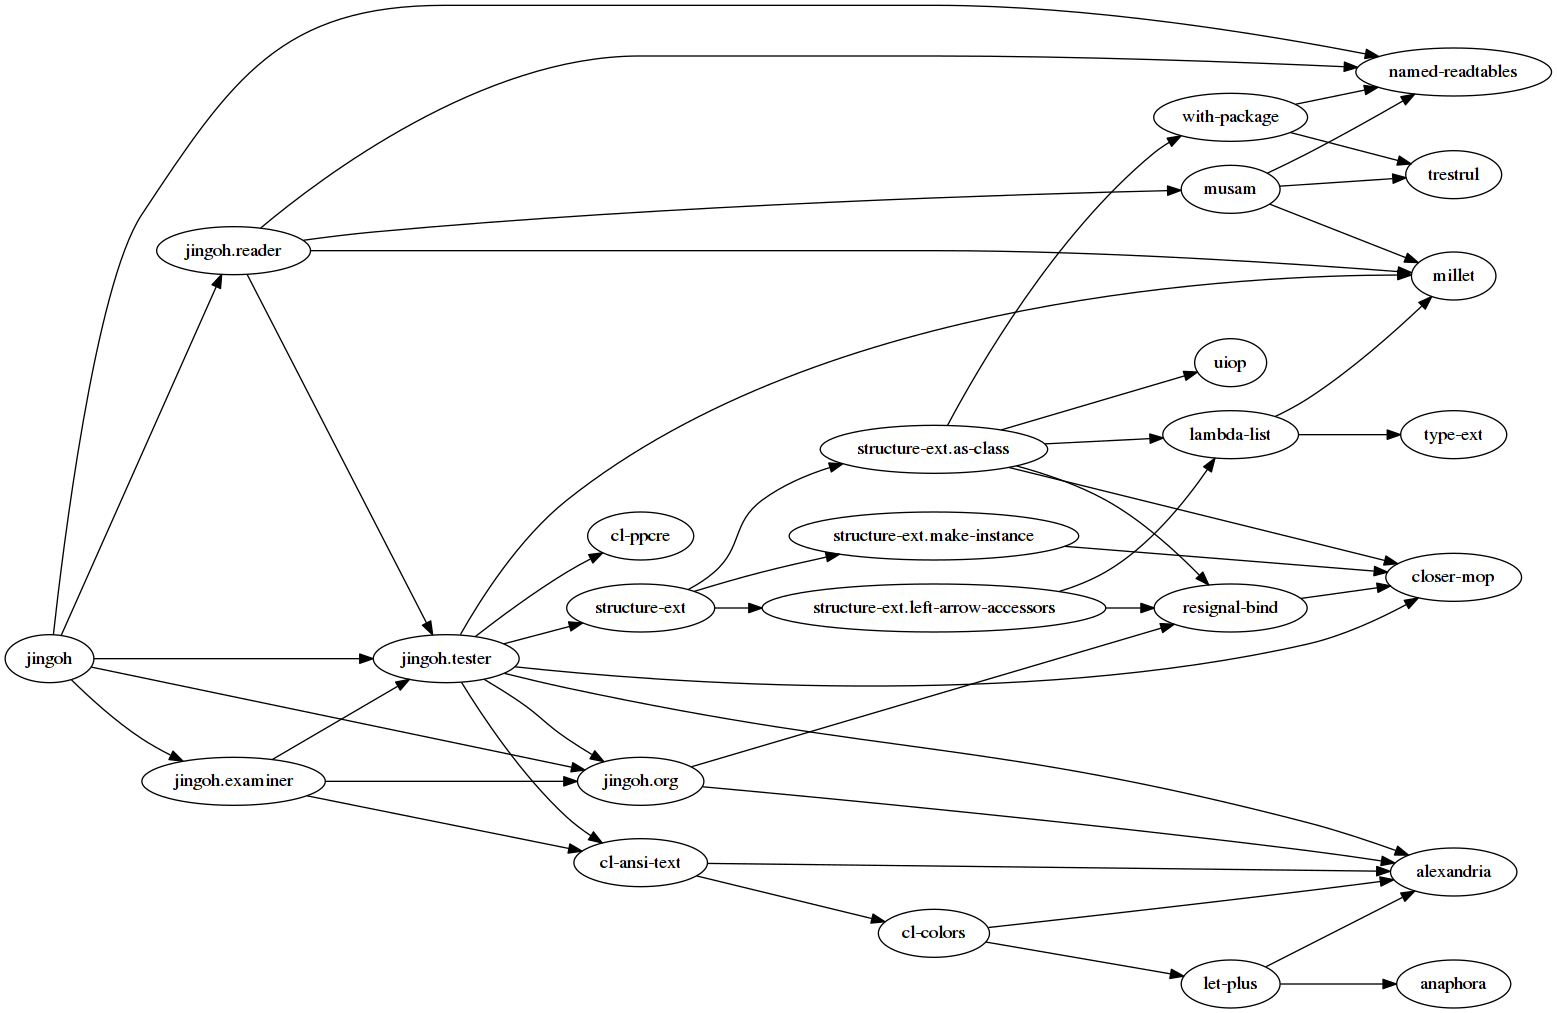 named-readtables
with-package
trestrul
musam
jingoh.reader
millet
uiop
lambda-list
type-ext
structure-ext.as-class
cl-ppcre
structure-ext.make-instance
closer-mop
structure-ext
structure-ext.left-arrow-accessors
resignal-bind
jingoh
jingoh.tester
jingoh.examiner
jingoh.org
cl-ansi-text
alexandria
cl-colors
let-plus
anaphora